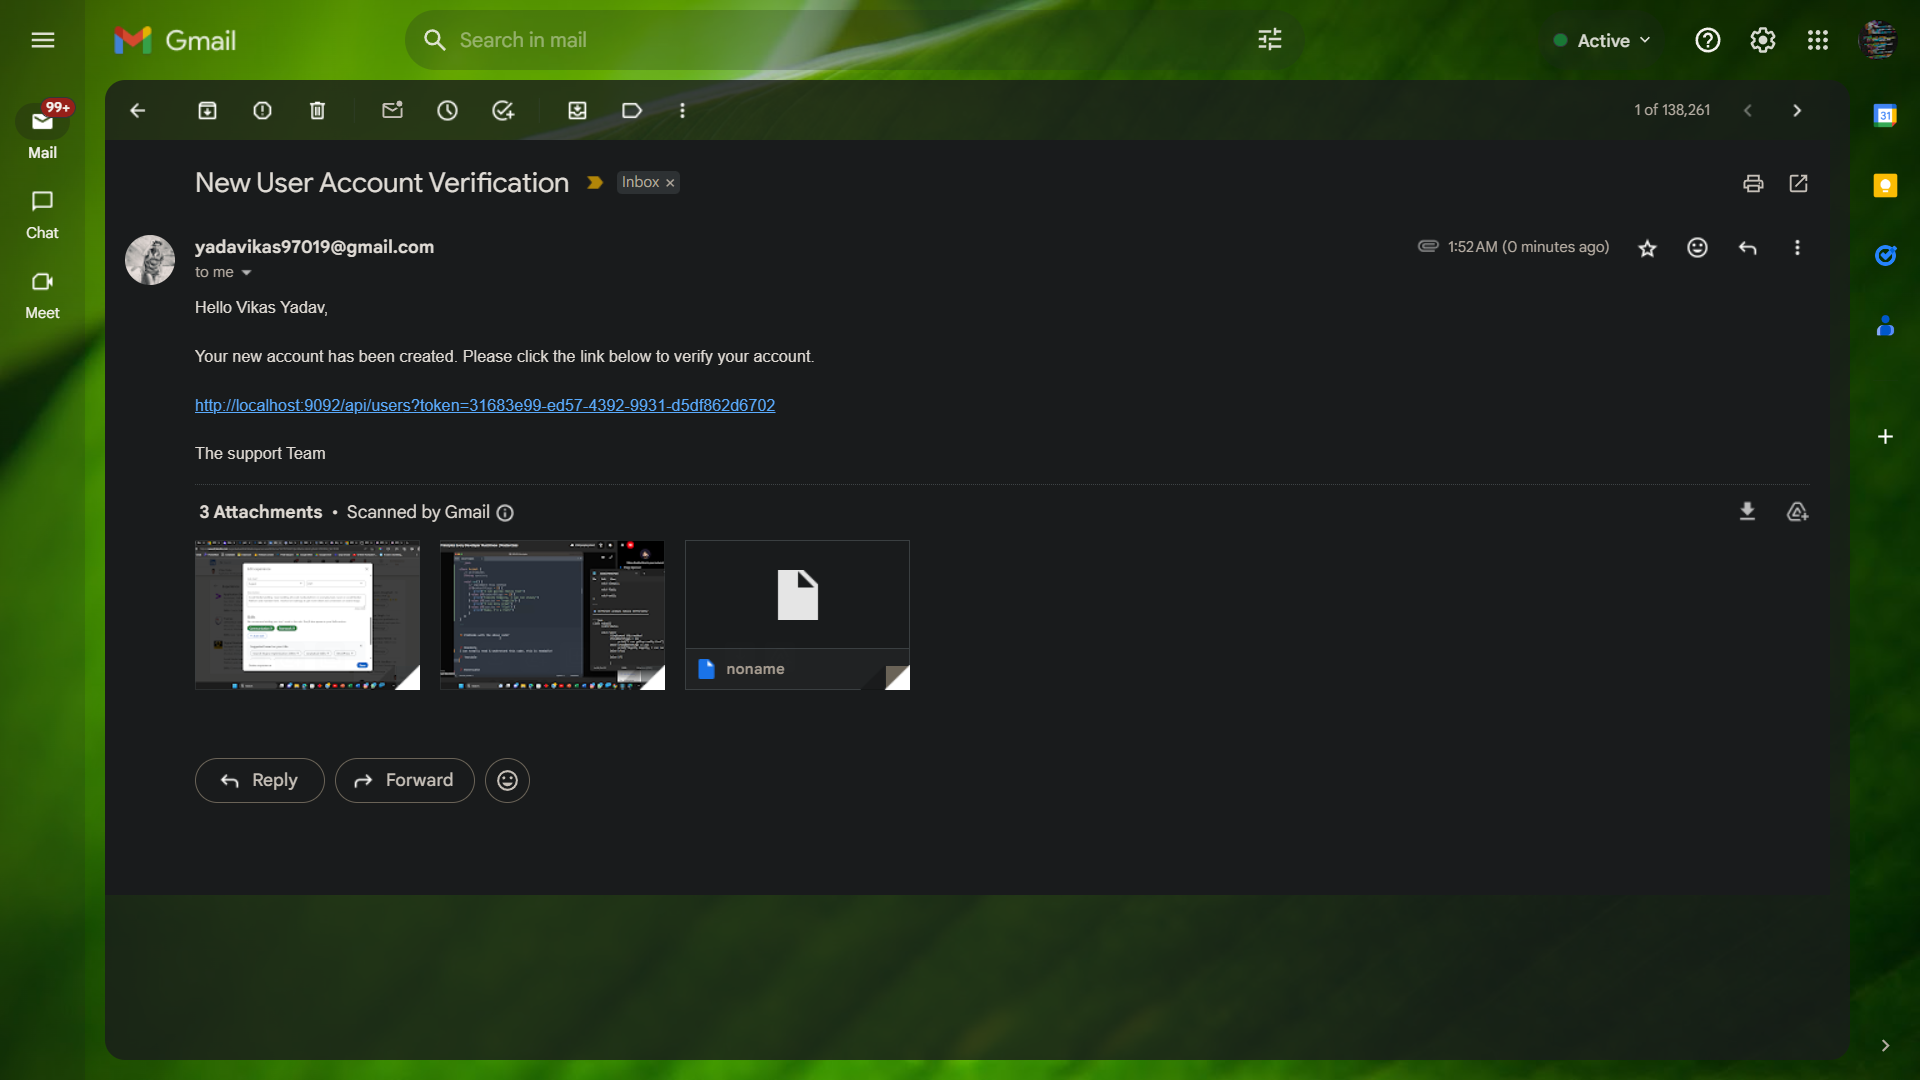 Gmail
Search in mail
Active
99+
Mail
Chat
Meet
1 of 138,261
31
New User Account Verification
Inbox ×
yadavikas97019@gmail.com
1:52 AM (0 minutes ago)
to me
Hello Vikas Yadav,
Your new account has been created. Please click the link below to verify your account.
http://localhost:9092/api/users?token=31683e99-ed57-4392-9931-d5df862d6702
The support Team
3 Attachments • Scanned by Gmail
noname
Reply
Forward